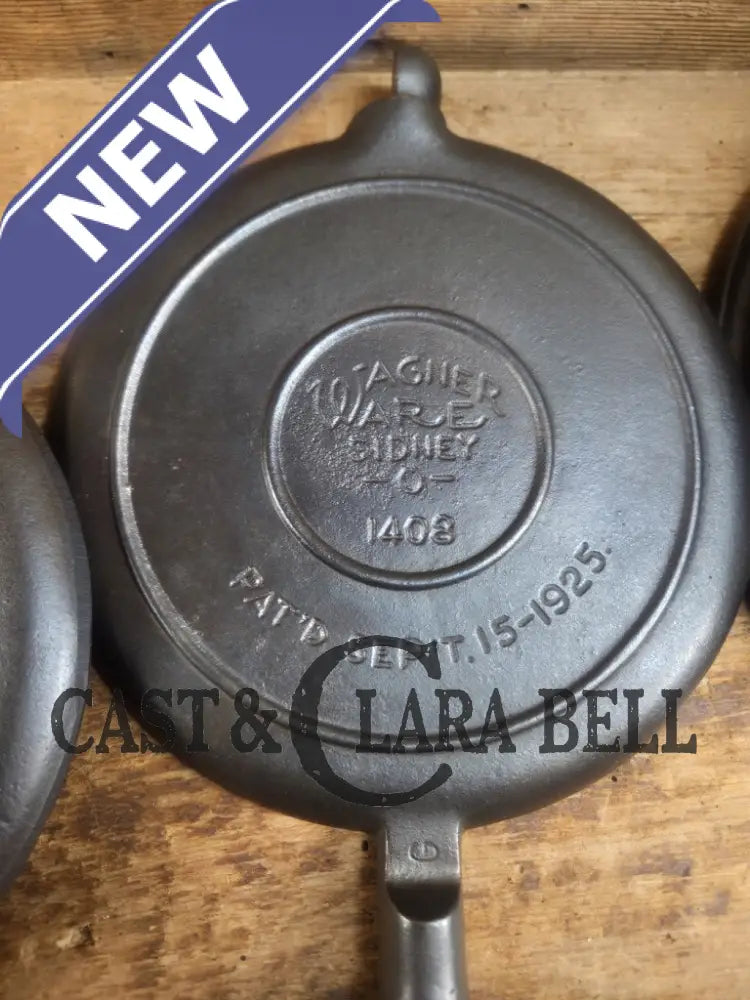 NEW
WAGNER
WARE
SIDNEY
-O-
1408
PAT'D SEPT. 15-1925.
CAST & CLARA BELL
G